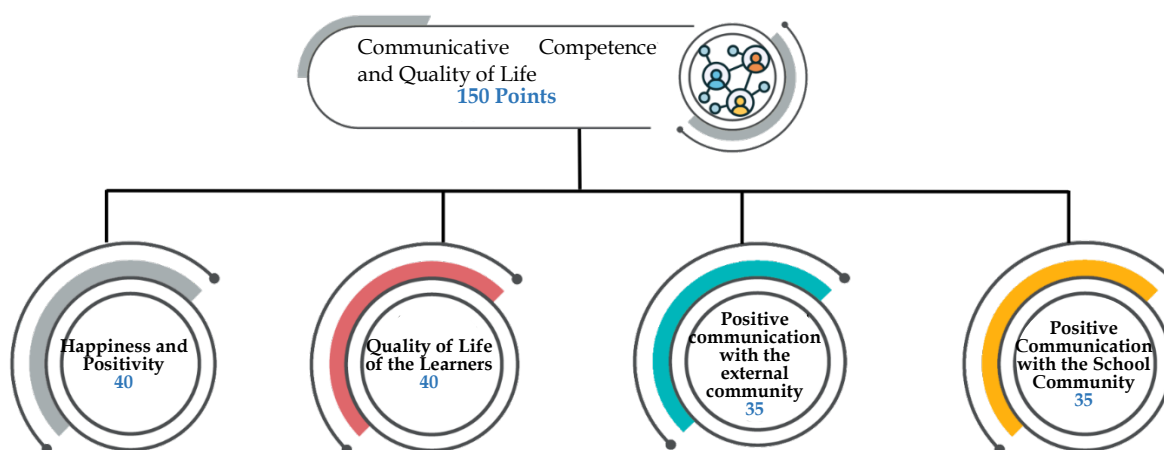 Communicative Competence
and Quality of Life
150 Points
Happiness and
Positivity
40
Quality of Life
of the Learners
40
Positive
communication
with the
external
community
35
Positive
Communication
with the School
Community
35